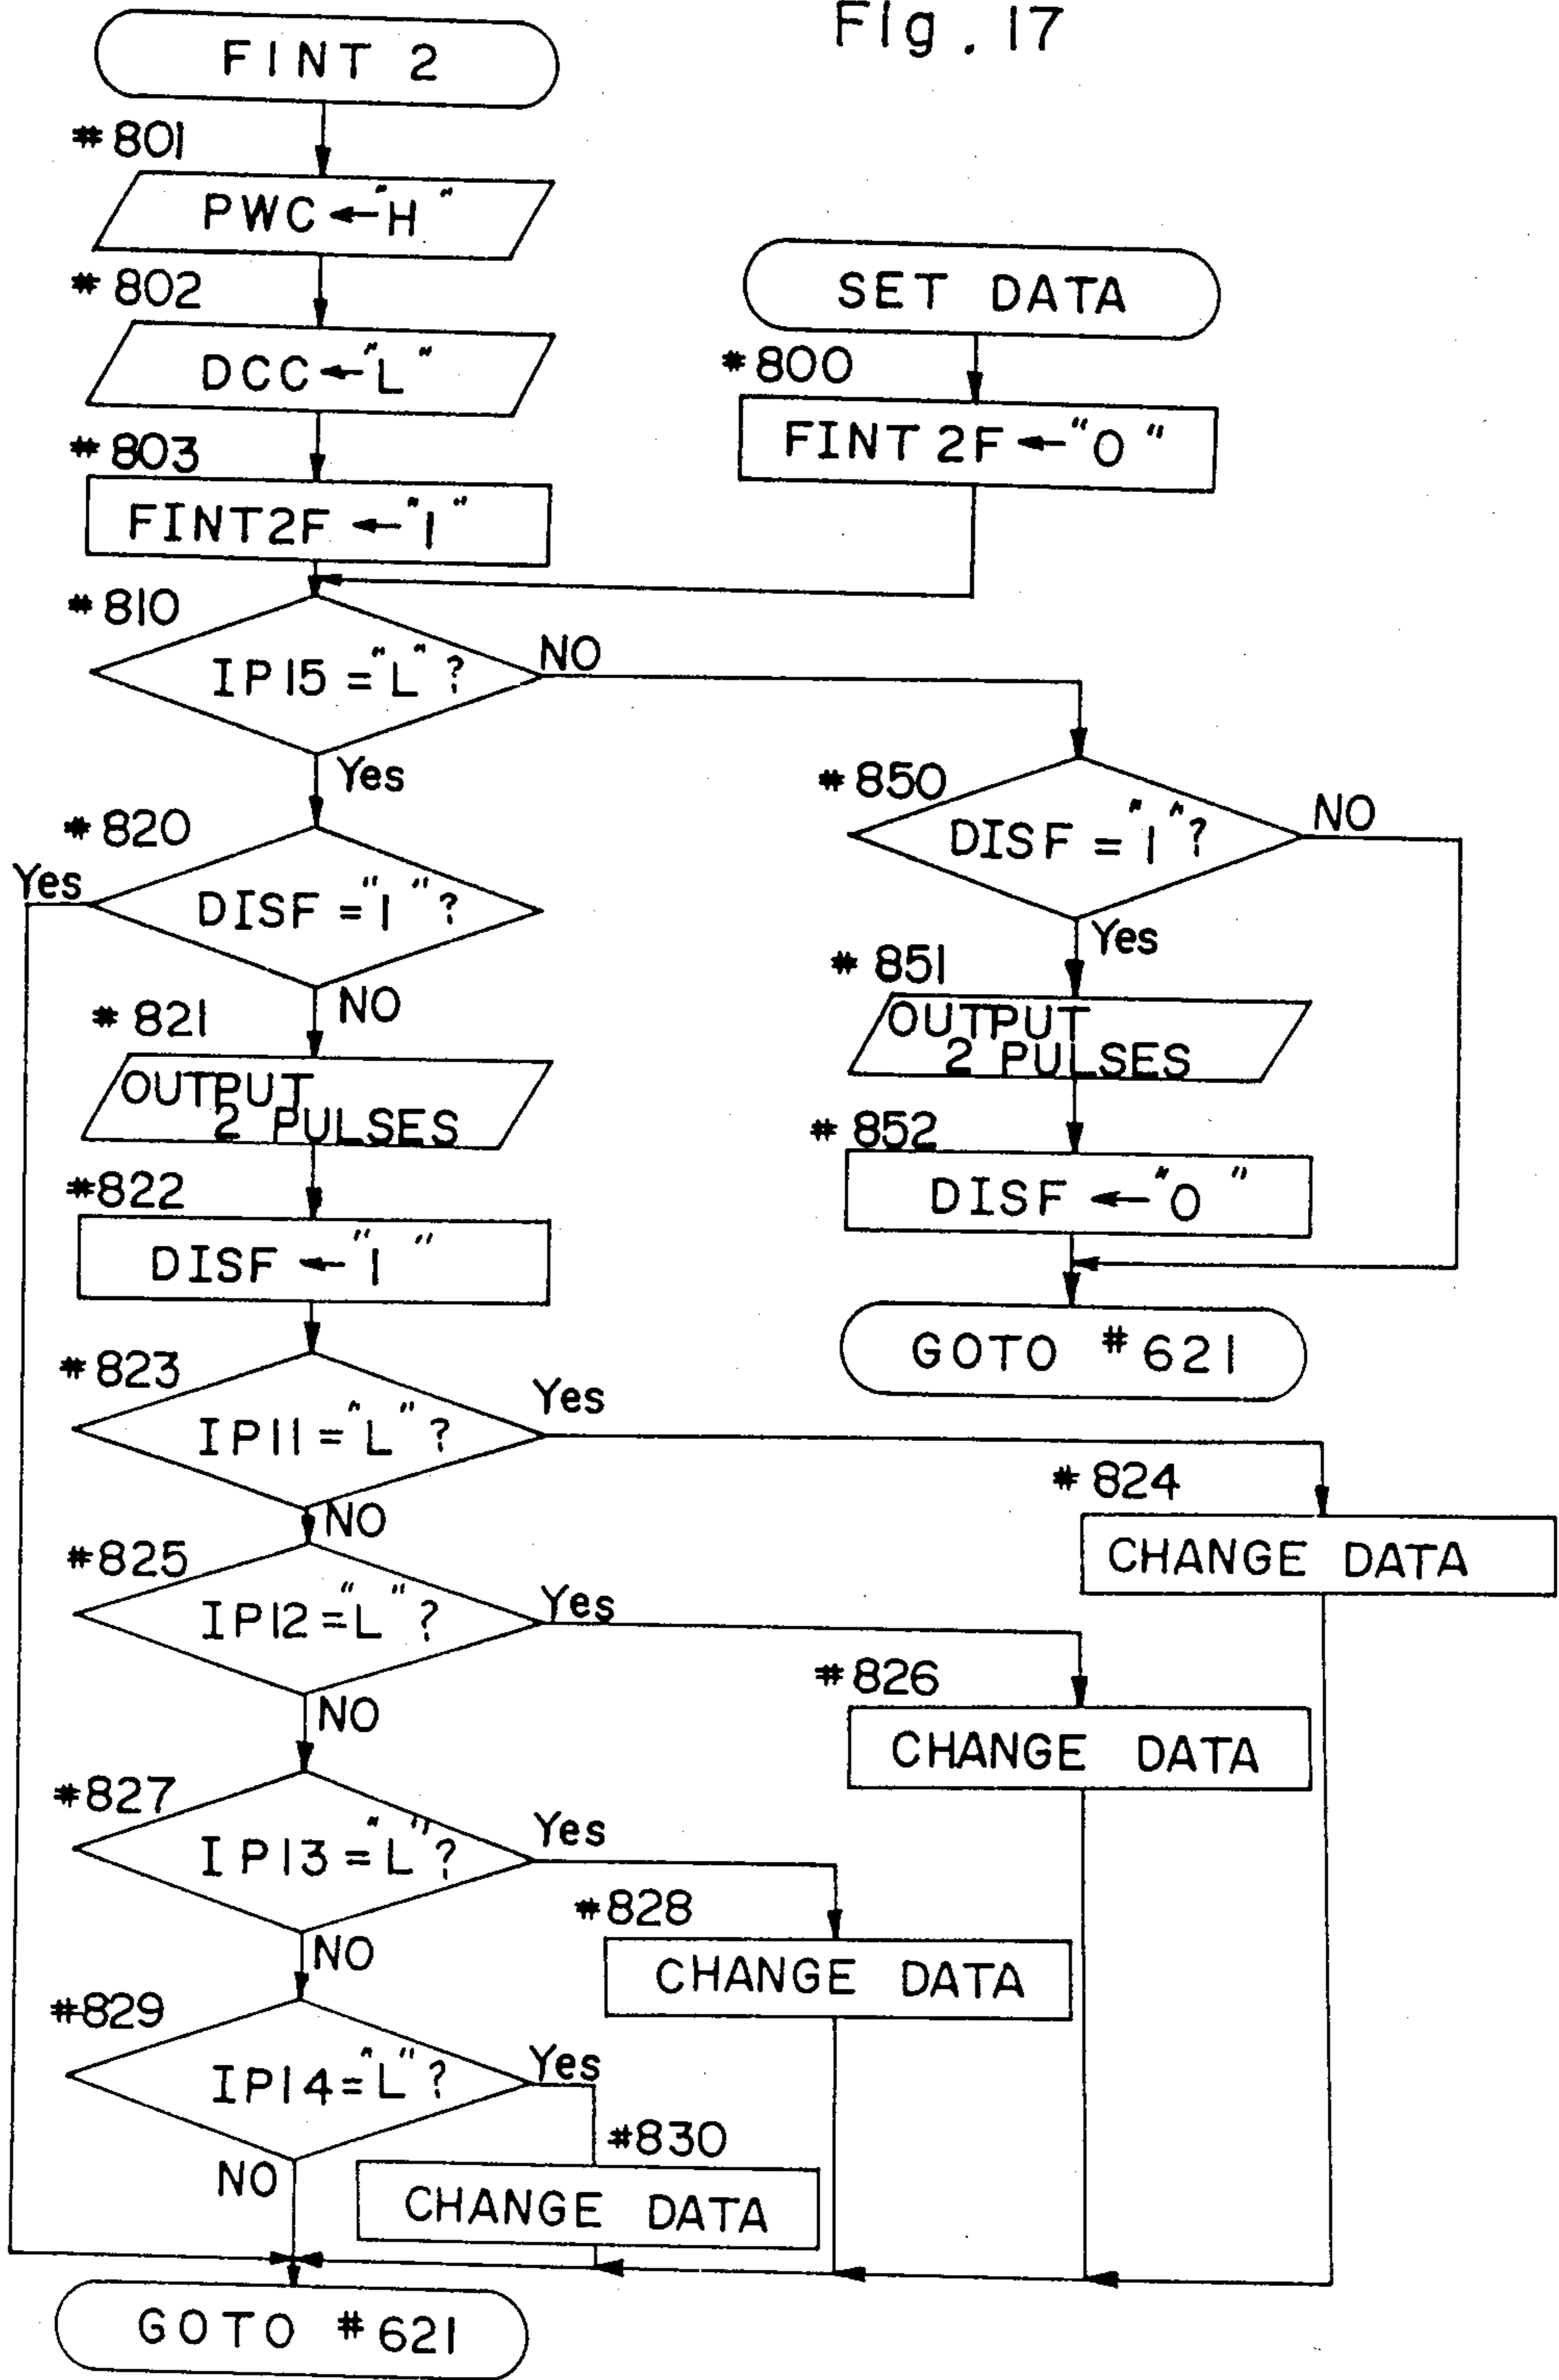 Fig. 17
FINT 2
#801
PWC ← "H"
#802
DCC ← "L"
#803
FINT2F ← "1"
SET DATA
#800
FINT2F ← "0"
#810
IP15 = "L" ?
NO
Yes
#820
DISF = "1" ?
Yes
NO
#850
DISF = "1" ?
NO
Yes
#851
OUTPUT
2 PULSES
#852
DISF ← "0"
GOTO #621
#821
OUTPUT
2 PULSES
#822
DISF ← "1"
#823
IP11 = "L" ?
Yes
NO
#824
CHANGE DATA
#825
IP12 = "L" ?
Yes
NO
#826
CHANGE DATA
#827
IP13 = "L" ?
Yes
NO
#828
CHANGE DATA
#829
IP14 = "L" ?
Yes
NO
#830
CHANGE DATA
GOTO #621